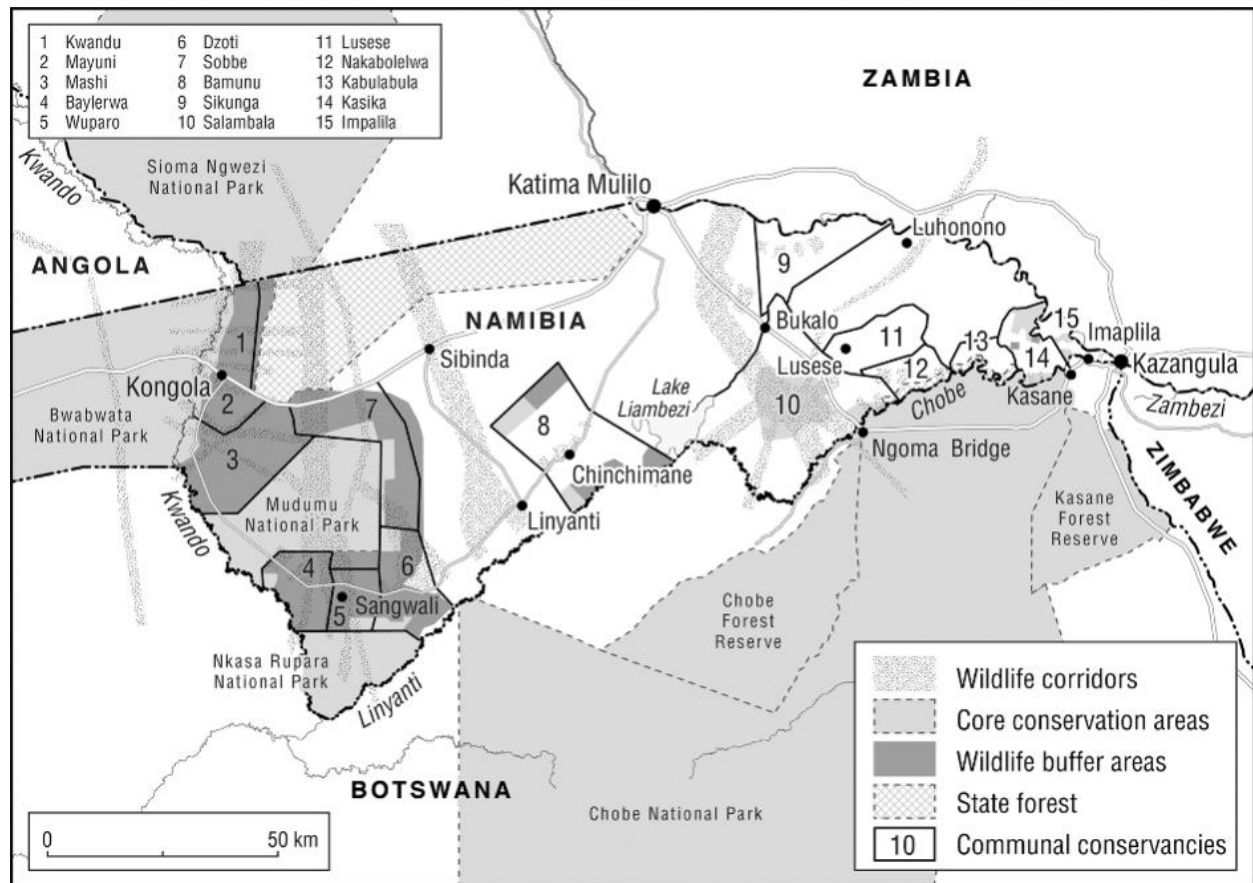 1 Kwandu
2 Mayuni
3 Mashi
4 Baylerwa
5 Wuparo
6 Dzoti
7 Sobbe
8 Bamunu
9 Sikunga
10 Salambala
11 Lusese
12 Nakabolelwa
13 Kabulabula
14 Kasika
15 Impalila
ZAMBIA
Kwando
Sioma Ngwezi
National Park
Katima Mulilo
Luhonono
ANGOLA
9
NAMIBIA
1
Bukalo
15
Imaplila
Sibinda
11
13
Lusese
14
Kazangula
Kongola
12
Kasane
2
7
Lake
Liambezi
10
Chobe
Zambezi
Bwabwata
National Park
8
Ngoma Bridge
3
Chinchimane
ZIMBABWE
Kwando
Mudumu
National Park
Linyanti
Kasane
Forest
Reserve
4
6
5
Sangwali
Chobe
Forest
Reserve
Nkasa Rupara
National Park
Linyanti
BOTSWANA
Chobe National Park
0
50 km
Wildlife corridors
Core conservation areas
Wildlife buffer areas
State forest
10 Communal conservancies